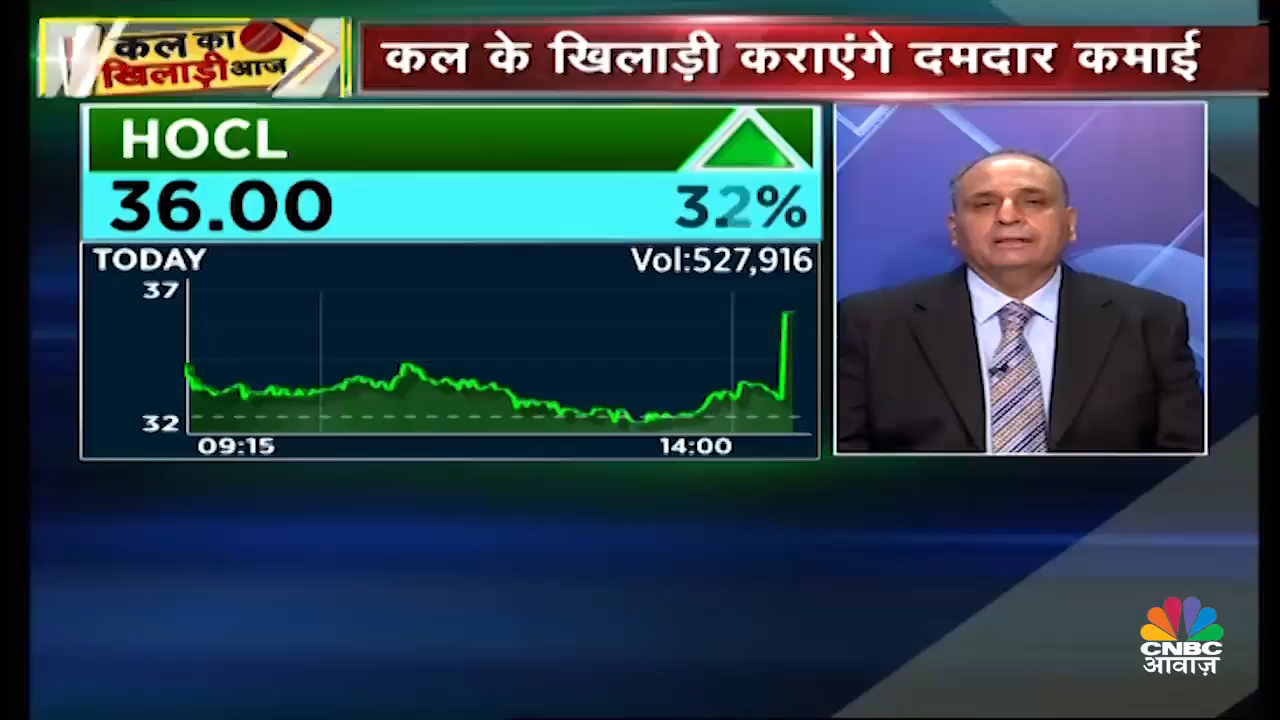 कल का
खिलाड़ी आज
कल के खिलाड़ी कराएंगे दमदार कमाई
HOCL
36.00
TODAY
Vol:527,916
37
32
09:15
14:00
CNBC
आवाज़